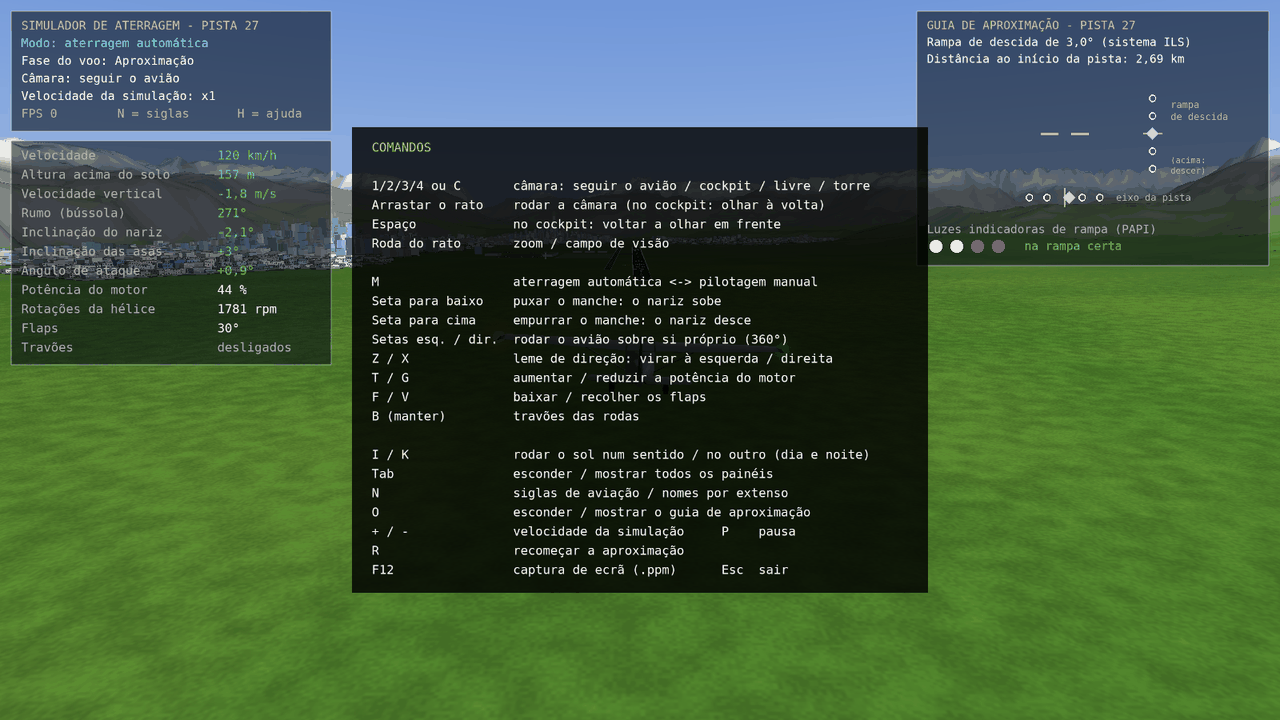 SIMULADOR DE ATERRAGEM - PISTA 27
Modo: aterragem automática
Fase do voo: Aproximação
Câmara: seguir o avião
Velocidade da simulação: x1
FPS 0 N = siglas H = ajuda
Velocidade 120 km/h
Altura acima do solo 157 m
Velocidade vertical -1,8 m/s
Rumo (bússola) 271°
Inclinação do nariz -2,1°
Inclinação das asas +3°
Ângulo de ataque +0,9°
Potência do motor 44 %
Rotações da hélice 1781 rpm
Flaps 30°
Travões desligados
COMANDOS
1/2/3/4 ou C câmara: seguir o avião / cockpit / livre / torre
Arrastar o rato rodar a câmara (no cockpit: olhar à volta)
Espaço no cockpit: voltar a olhar em frente
Roda do rato zoom / campo de visão
M aterragem automática <-> pilotagem manual
Seta para baixo puxar o manche: o nariz sobe
Seta para cima empurrar o manche: o nariz desce
Setas esq. / dir. rodar o avião sobre si próprio (360°)
Z / X leme de direção: virar à esquerda / direita
T / G aumentar / reduzir a potência do motor
F / V baixar / recolher os flaps
B (manter) travões das rodas
I / K rodar o sol num sentido / no outro (dia e noite)
Tab esconder / mostrar todos os painéis
N siglas de aviação / nomes por extenso
O esconder / mostrar o guia de aproximação
+ / - velocidade da simulação P pausa
R recomeçar a aproximação
F12 captura de ecrã (.ppm) Esc sair
GUIA DE APROXIMAÇÃO - PISTA 27
Rampa de descida de 3,0° (sistema ILS)
Distância ao início da pista: 2,69 km
rampa
de descida
(acima:
descer)
eixo da pista
Luzes indicadoras de rampa (PAPI)
na rampa certa